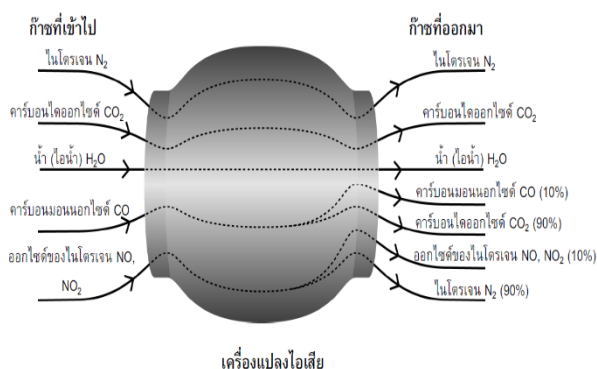 ก๊าซที่เข้าไป
ไนโตรเจน N₂
คาร์บอนไดออกไซด์ CO₂
น้ำ (ไอน้ำ) H₂O
คาร์บอนมอนนอกไซด์ CO
ออกไซด์ของไนโตรเจน NO,
NO₂
ก๊าซที่ออกมา
ไนโตรเจน N₂
คาร์บอนไดออกไซด์ CO₂
น้ำ (ไอน้ำ) H₂O
คาร์บอนมอนนอกไซด์ CO (10%)
คาร์บอนไดออกไซด์ CO₂ (90%)
ออกไซด์ของไนโตรเจน NO, NO₂ (10%)
ไนโตรเจน N₂ (90%)
เครื่องแปลงไอเสีย